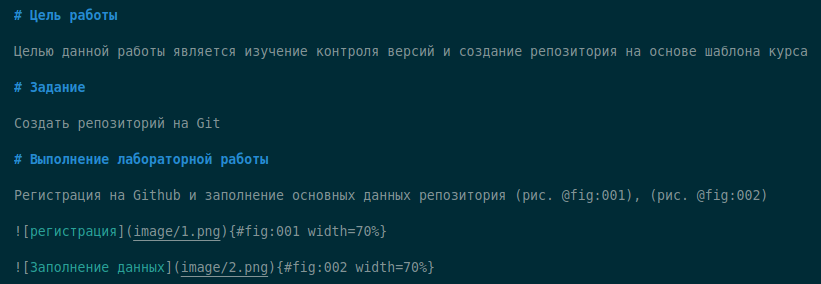 # Цель работы
Целью данной работы является изучение контроля версий и создание репозитория на основе шаблона курса
# Задание
Создать репозиторий на Git
# Выполнение лабораторной работы
Регистрация на Github и заполнение основных данных репозитория (рис. @fig:001), (рис. @fig:002)
![регистрация](image/1.png){#fig:001 width=70%}
![Заполнение данных](image/2.png){#fig:002 width=70%}